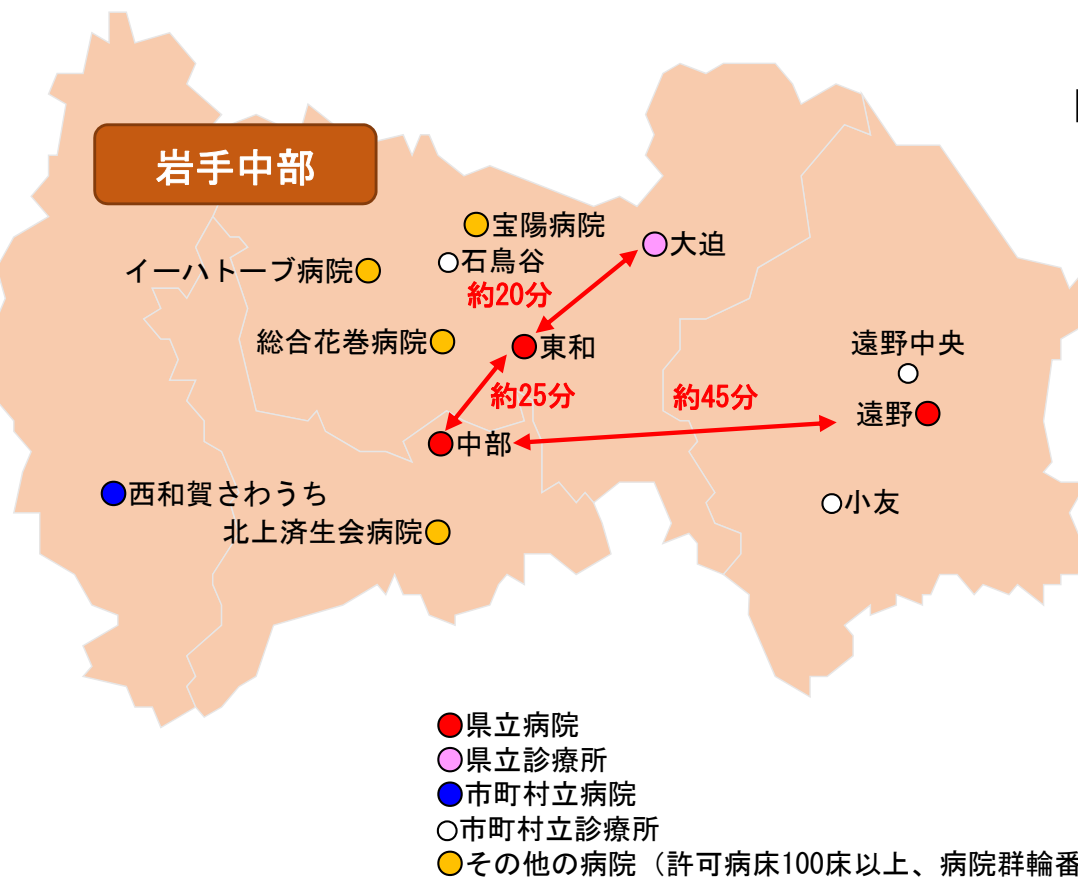 岩手中部
宝陽病院
大迫
石鳥谷
イーハトーブ病院
約20分
総合花巻病院
東和
遠野中央
約25分
約45分
遠野
中部
西和賀さわうち
小友
北上済生会病院
県立病院
県立診療所
市町村立病院
市町村立診療所
その他の病院（許可病床100床以上、病院群輪番